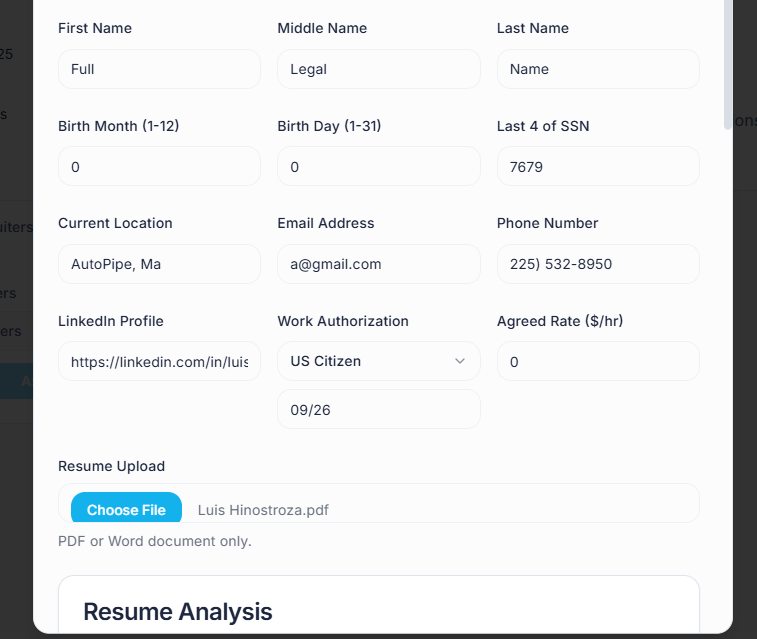 First Name Middle Name Last Name
Full Legal Name
Birth Month (1-12) Birth Day (1-31) Last 4 of SSN
0 0 7679
Current Location Email Address Phone Number
AutoPipe, Ma a@gmail.com 225) 532-8950
LinkedIn Profile Work Authorization Agreed Rate ($/hr)
https://linkedin.com/in/luis US Citizen 0
09/26
Resume Upload
Choose File Luis Hinostroza.pdf
PDF or Word document only.
Resume Analysis